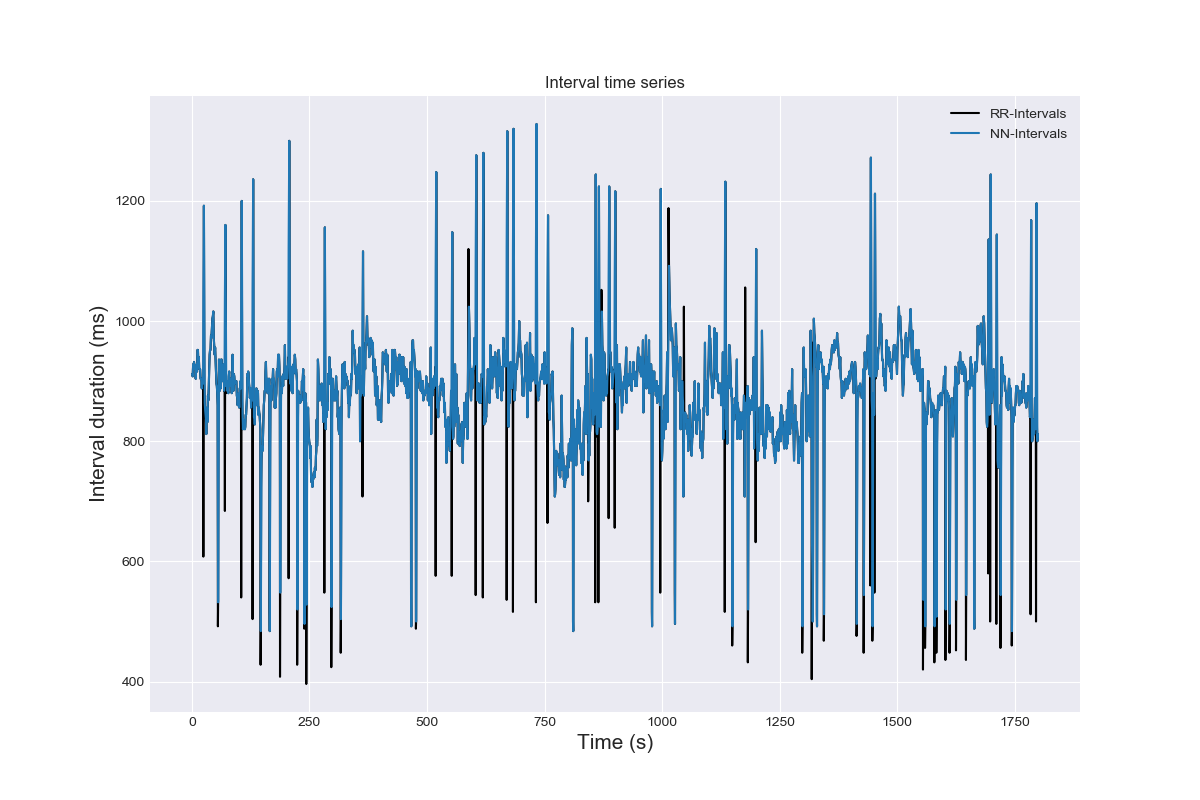 Interval time series
RR-Intervals
NN-Intervals
Interval duration (ms)
1200
1000
800
600
400
0 250 500 750 1000 1250 1500 1750
Time (s)